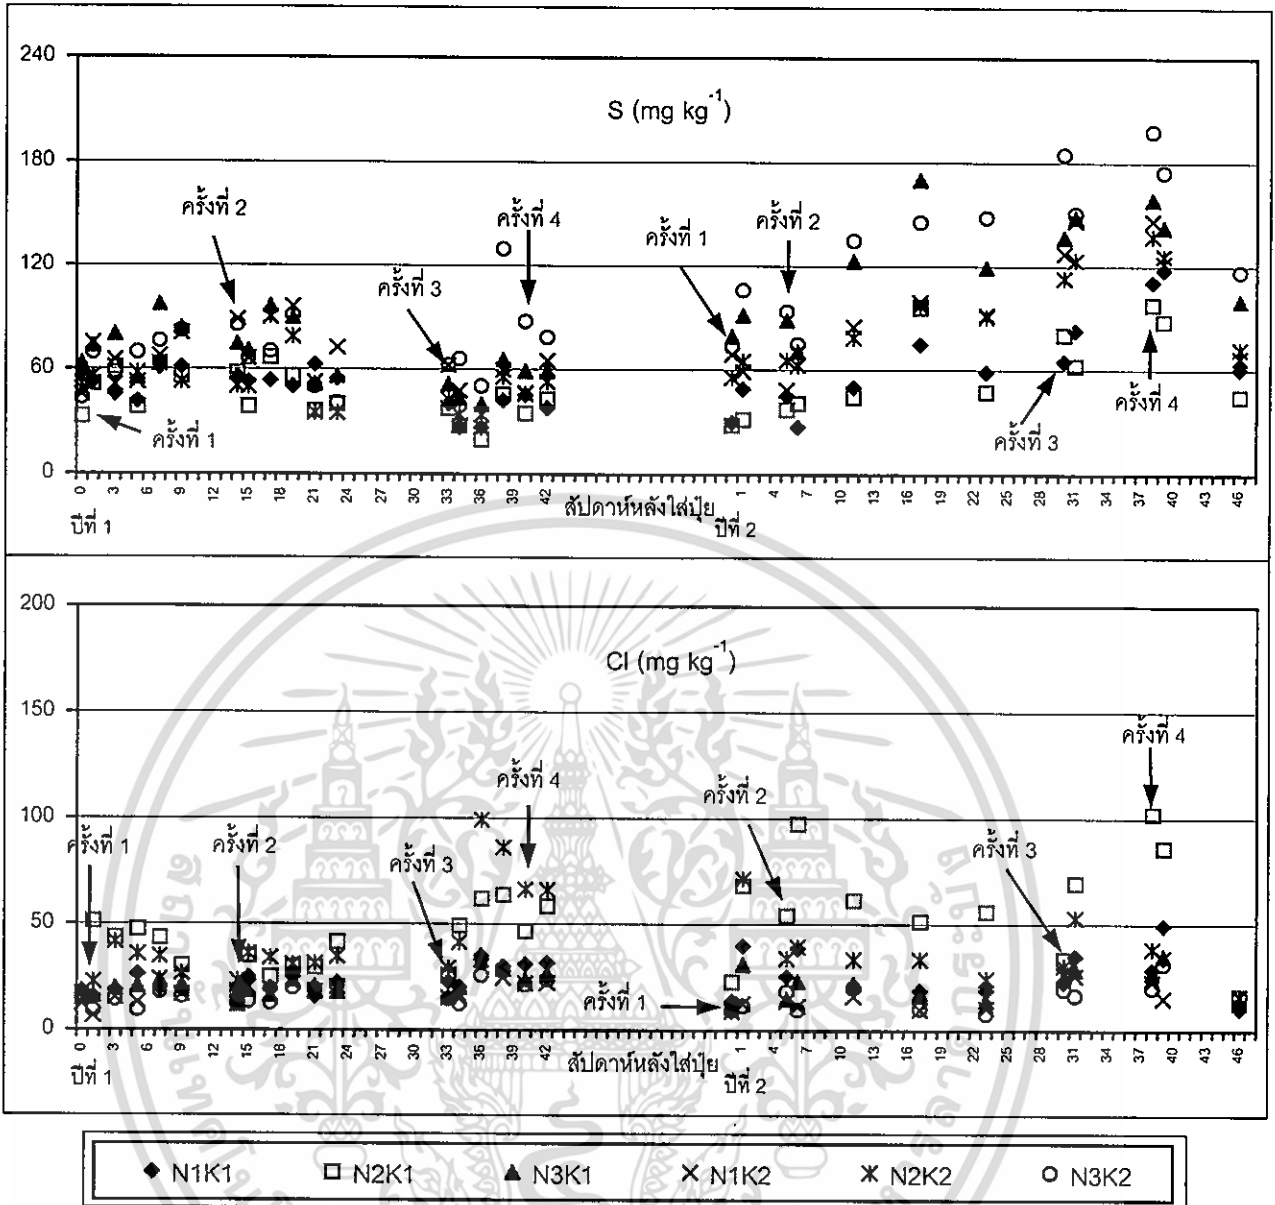 S (mg kg⁻¹)
240
180
120
60
0
ครั้งที่ 1
ครั้งที่ 2
ครั้งที่ 3
ครั้งที่ 4
ครั้งที่ 1
ครั้งที่ 2
ครั้งที่ 3
ครั้งที่ 4
0 3 6 9 12 15 18 21 24 27 30 33 36 39 42 1 4 7 10 13 16 19 22 25 28 31 34 37 40 43 46
สัปดาห์หลังใส่ปุ๋ย
ปีที่ 1 ปีที่ 2
Cl (mg kg⁻¹)
200
150
100
50
0
ครั้งที่ 1
ครั้งที่ 2
ครั้งที่ 3
ครั้งที่ 4
ครั้งที่ 1
ครั้งที่ 2
ครั้งที่ 3
ครั้งที่ 4
0 3 6 9 12 15 18 21 24 27 30 33 36 39 42 1 4 7 10 13 16 19 22 25 28 31 34 37 40 43 46
สัปดาห์หลังใส่ปุ๋ย
ปีที่ 1 ปีที่ 2
N1K1 N2K1 N3K1 N1K2 N2K2 N3K2